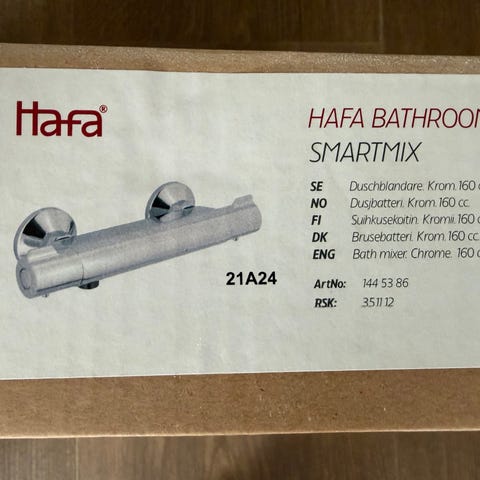 Hafa®
HAFA BATHROOM
SMARTMIX
SE Duschblandare. Krom. 160 c
NO Dusjbatteri. Krom. 160 cc.
FI Suihkusekoitin. Kromi. 160 c
DK Brusebatteri. Krom. 160 cc.
ENG Bath mixer. Chrome. 160 c
21A24
ArtNo: 144 53 86
RSK: 351 11 12